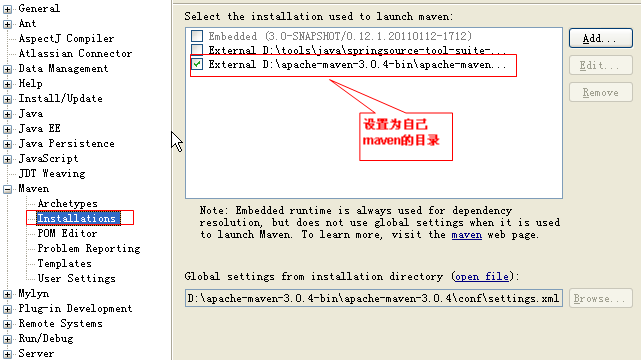 General
Ant
AspectJ Compiler
Atlassian Connector
Data Management
Help
Install/Update
Java
Java EE
Java Persistence
JavaScript
JDT Weaving
Maven
Archetypes
Installations
POM Editor
Problem Reporting
Templates
User Settings
Mylyn
Plug-in Development
Remote Systems
Run/Debug
Server
Select the installation used to launch maven:
Embedded (3.0-SNAPSHOT/0.12.1.20110112-1712)
External D:\tools\java\springsource-tool-suite-...
External D:\apache-maven-3.0.4-bin\apache-maven...
设置为自己
maven的目录
Add...
Edit...
Remove
Note: Embedded runtime is always used for dependency
resolution, but does not use global settings when it is used
to launch Maven. To learn more, visit the maven web page.
Global settings from installation directory (open file):
D:\apache-maven-3.0.4-bin\apache-maven-3.0.4\conf\settings.xml
Browse...